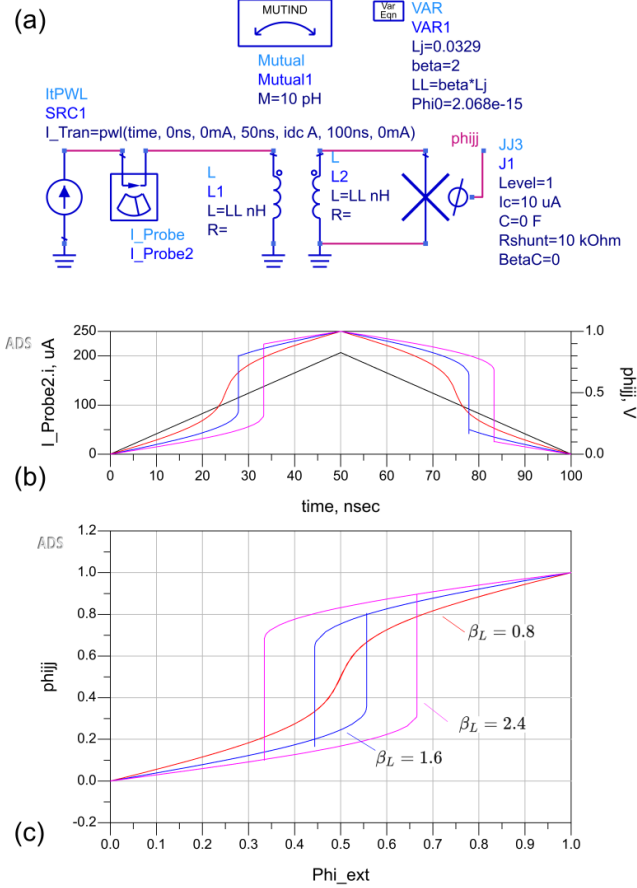 (a)
MUTIND
Mutual
Mutual1
M=10 pH
Var
Eqn
VAR
VAR1
Lj=0.0329
beta=2
LL=beta*Lj
Phi0=2.068e-15
ItPWL
SRC1
I_Tran=pwl(time, 0ns, 0mA, 50ns, idc A, 100ns, 0mA)
I_Probe
I_Probe2
L
L1
L=LL nH
R=
L
L2
L=LL nH
R=
phijj
JJ3
J1
Level=1
Ic=10 uA
C=0 F
Rshunt=10 kOhm
BetaC=0
ADS
I_Probe2.i, uA
250
200
100
0
1.0
0.5
0.0
phijj, V
0 10 20 30 40 50 60 70 80 90 100
time, nsec
(b)
ADS
phijj
1.2
1.0
0.8
0.6
0.4
0.2
0.0
-0.2
β_L = 0.8
β_L = 2.4
β_L = 1.6
0.0 0.1 0.2 0.3 0.4 0.5 0.6 0.7 0.8 0.9 1.0
Phi_ext
(c)